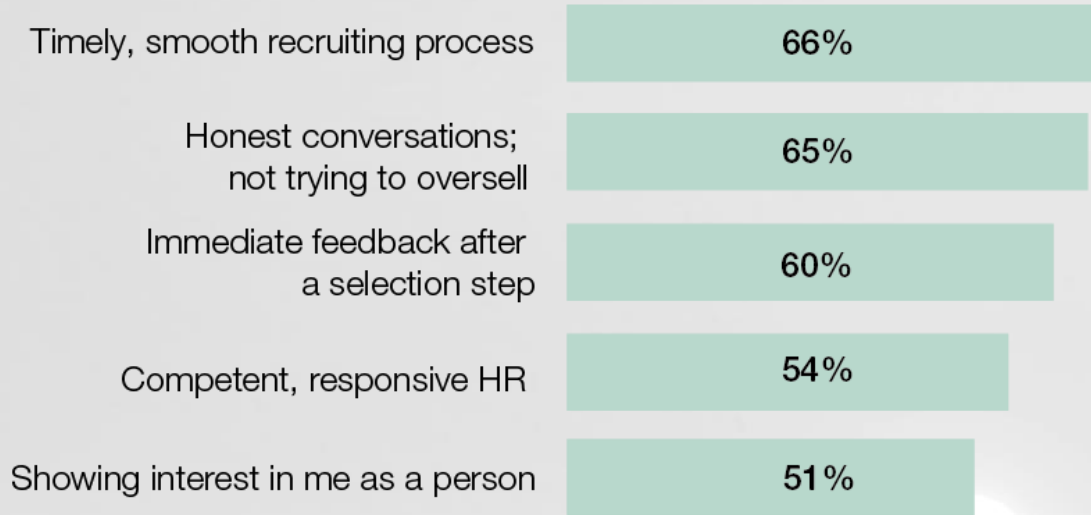 Timely, smooth recruiting process 66%
Honest conversations;
not trying to oversell 65%
Immediate feedback after
a selection step 60%
Competent, responsive HR 54%
Showing interest in me as a person 51%